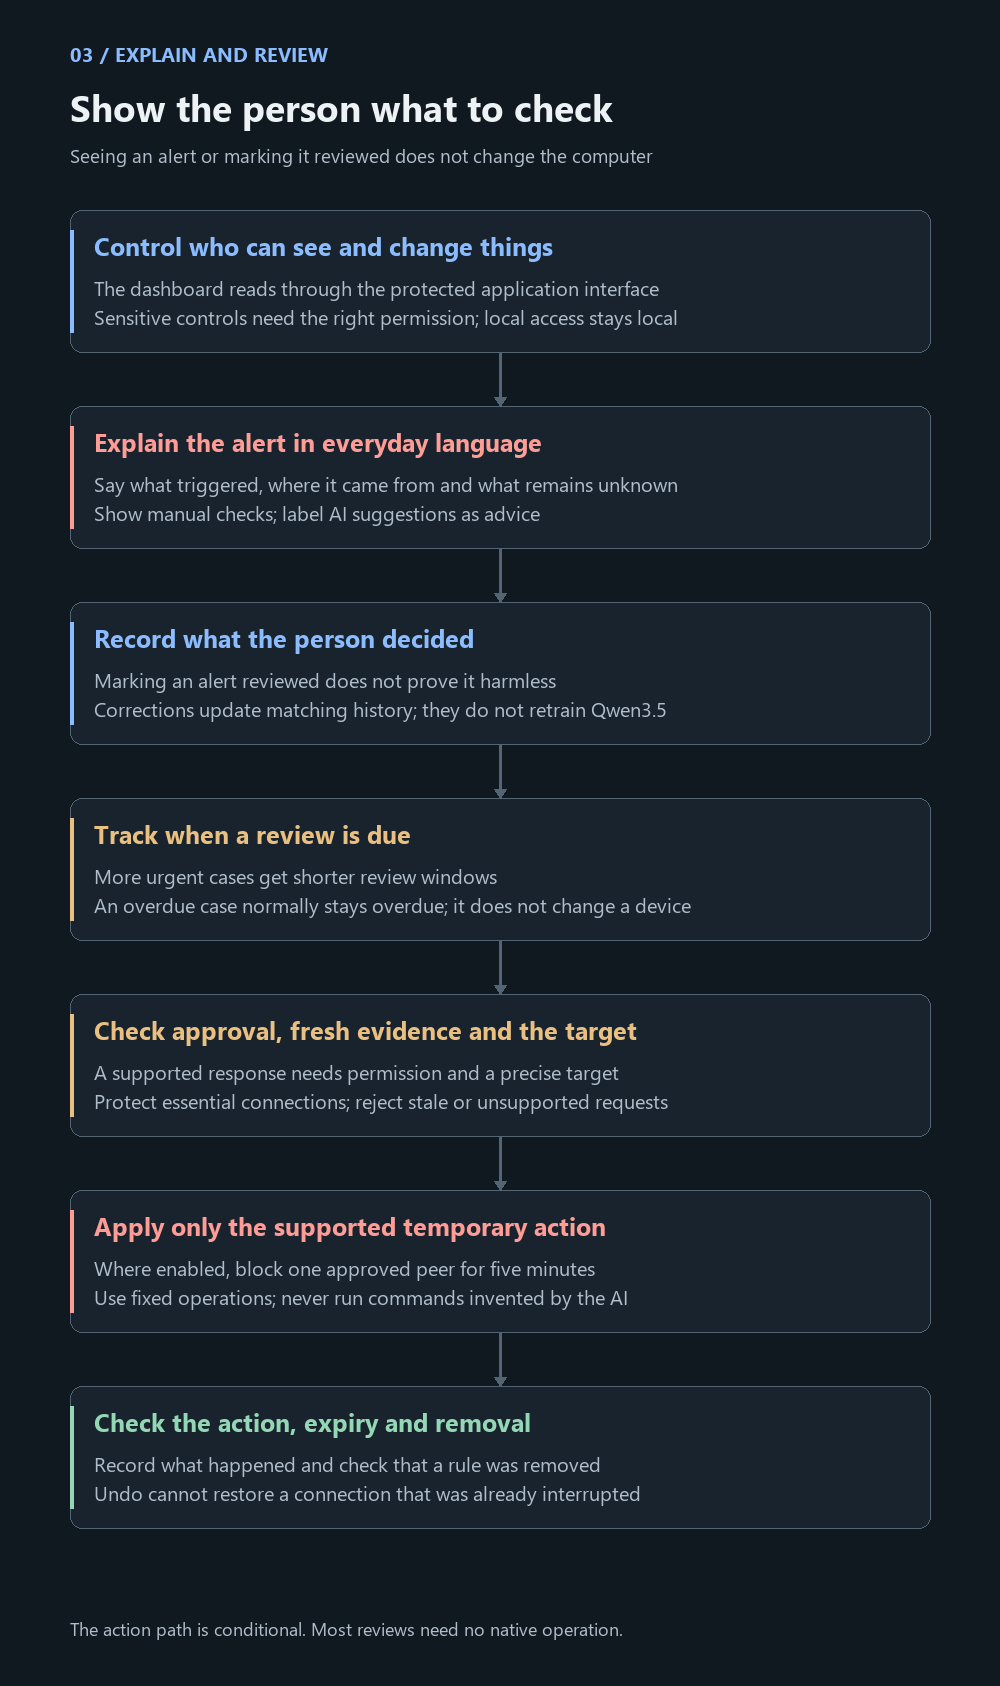 03 / EXPLAIN AND REVIEW
Show the person what to check
Seeing an alert or marking it reviewed does not change the computer
Control who can see and change things
The dashboard reads through the protected application interface
Sensitive controls need the right permission; local access stays local
Explain the alert in everyday language
Say what triggered, where it came from and what remains unknown
Show manual checks; label AI suggestions as advice
Record what the person decided
Marking an alert reviewed does not prove it harmless
Corrections update matching history; they do not retrain Qwen3.5
Track when a review is due
More urgent cases get shorter review windows
An overdue case normally stays overdue; it does not change a device
Check approval, fresh evidence and the target
A supported response needs permission and a precise target
Protect essential connections; reject stale or unsupported requests
Apply only the supported temporary action
Where enabled, block one approved peer for five minutes
Use fixed operations; never run commands invented by the AI
Check the action, expiry and removal
Record what happened and check that a rule was removed
Undo cannot restore a connection that was already interrupted
The action path is conditional. Most reviews need no native operation.